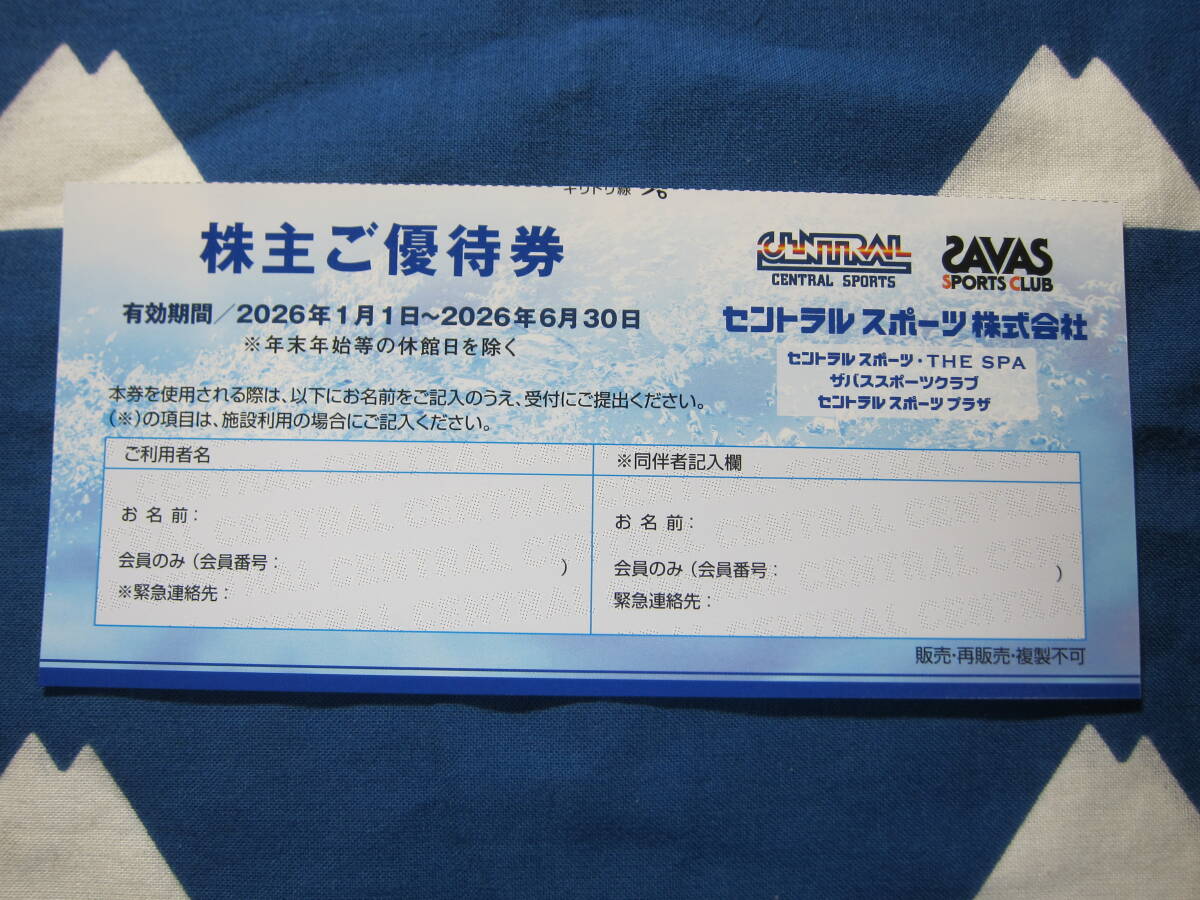 キリトリ線
株主ご優待券
有効期間/2026年1月1日~2026年6月30日
※年末年始等の休館日を除く
CENTRAL
CENTRAL SPORTS
SAVAS
SPORTS CLUB
セントラルスポーツ株式会社
セントラルスポーツ・THE SPA
ザバススポーツクラブ
セントラルスポーツプラザ
本券を使用される際は、以下にお名前をご記入のうえ、受付にご提出ください。
(※)の項目は、施設利用の場合にご記入ください。
ご利用者名
お名前:
会員のみ(会員番号: )
※緊急連絡先:
※同伴者記入欄
お名前:
会員のみ(会員番号: )
緊急連絡先:
販売・再販売・複製不可